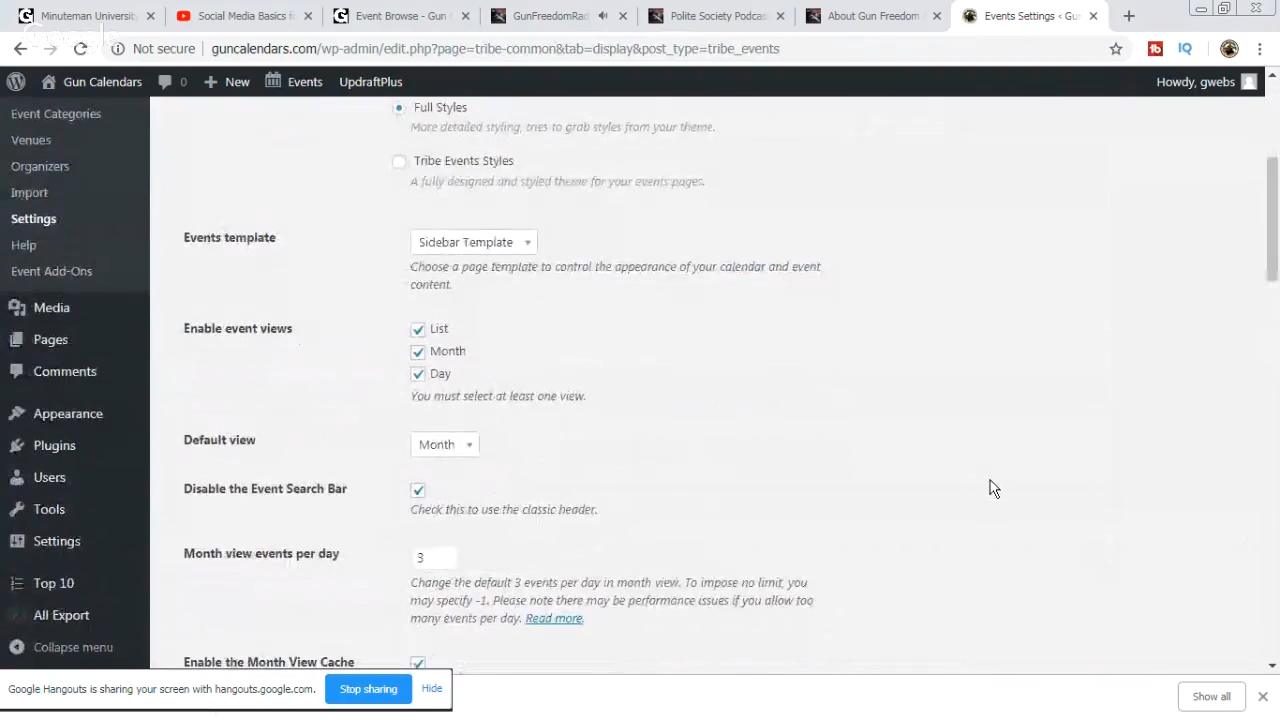 Minuteman University
Social Media Basics f
Event Browse - Gun
GunFreedomRad
Polite Society Podcas
About Gun Freedom
Events Settings ‹ Gu
Not secure
guncalendars.com/wp-admin/edit.php?page=tribe-common&tab=display&post_type=tribe_events
Gun Calendars
0
New
Events
UpdraftPlus
Howdy, gwebs
Event Categories
Venues
Organizers
Import
Settings
Help
Event Add-Ons
Media
Pages
Comments
Appearance
Plugins
Users
Tools
Settings
Top 10
All Export
Collapse menu
Full Styles
More detailed styling, tries to grab styles from your theme.
Tribe Events Styles
A fully designed and styled theme for your events pages.
Events template
Sidebar Template
Choose a page template to control the appearance of your calendar and event
content.
Enable event views
List
Month
Day
You must select at least one view.
Default view
Month
Disable the Event Search Bar
Check this to use the classic header.
Month view events per day
3
Change the default 3 events per day in month view. To impose no limit, you
may specify -1. Please note there may be performance issues if you allow too
many events per day. Read more.
Enable the Month View Cache
Google Hangouts is sharing your screen with hangouts.google.com.
Stop sharing
Hide
Show all